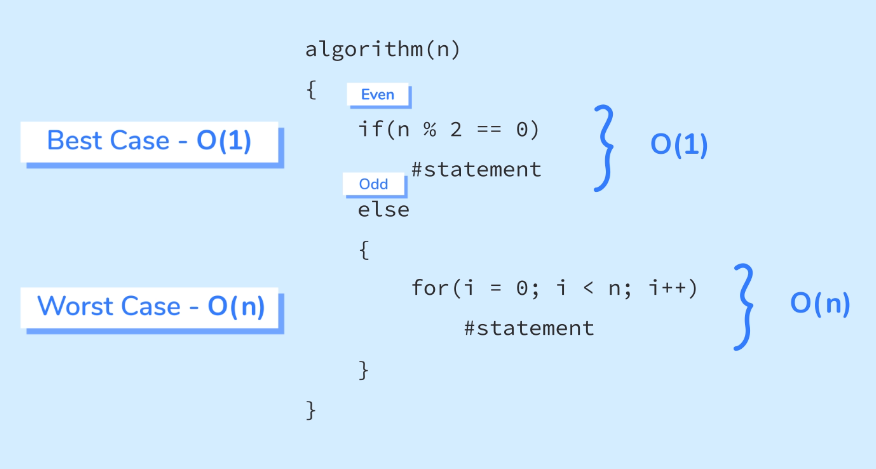 algorithm(n)
{
Even
Best Case - O(1)
if(n % 2 == 0)
O(1)
#statement
Odd
else
{
for(i = 0; i < n; i++)
Worst Case - O(n)
O(n)
#statement
}
}